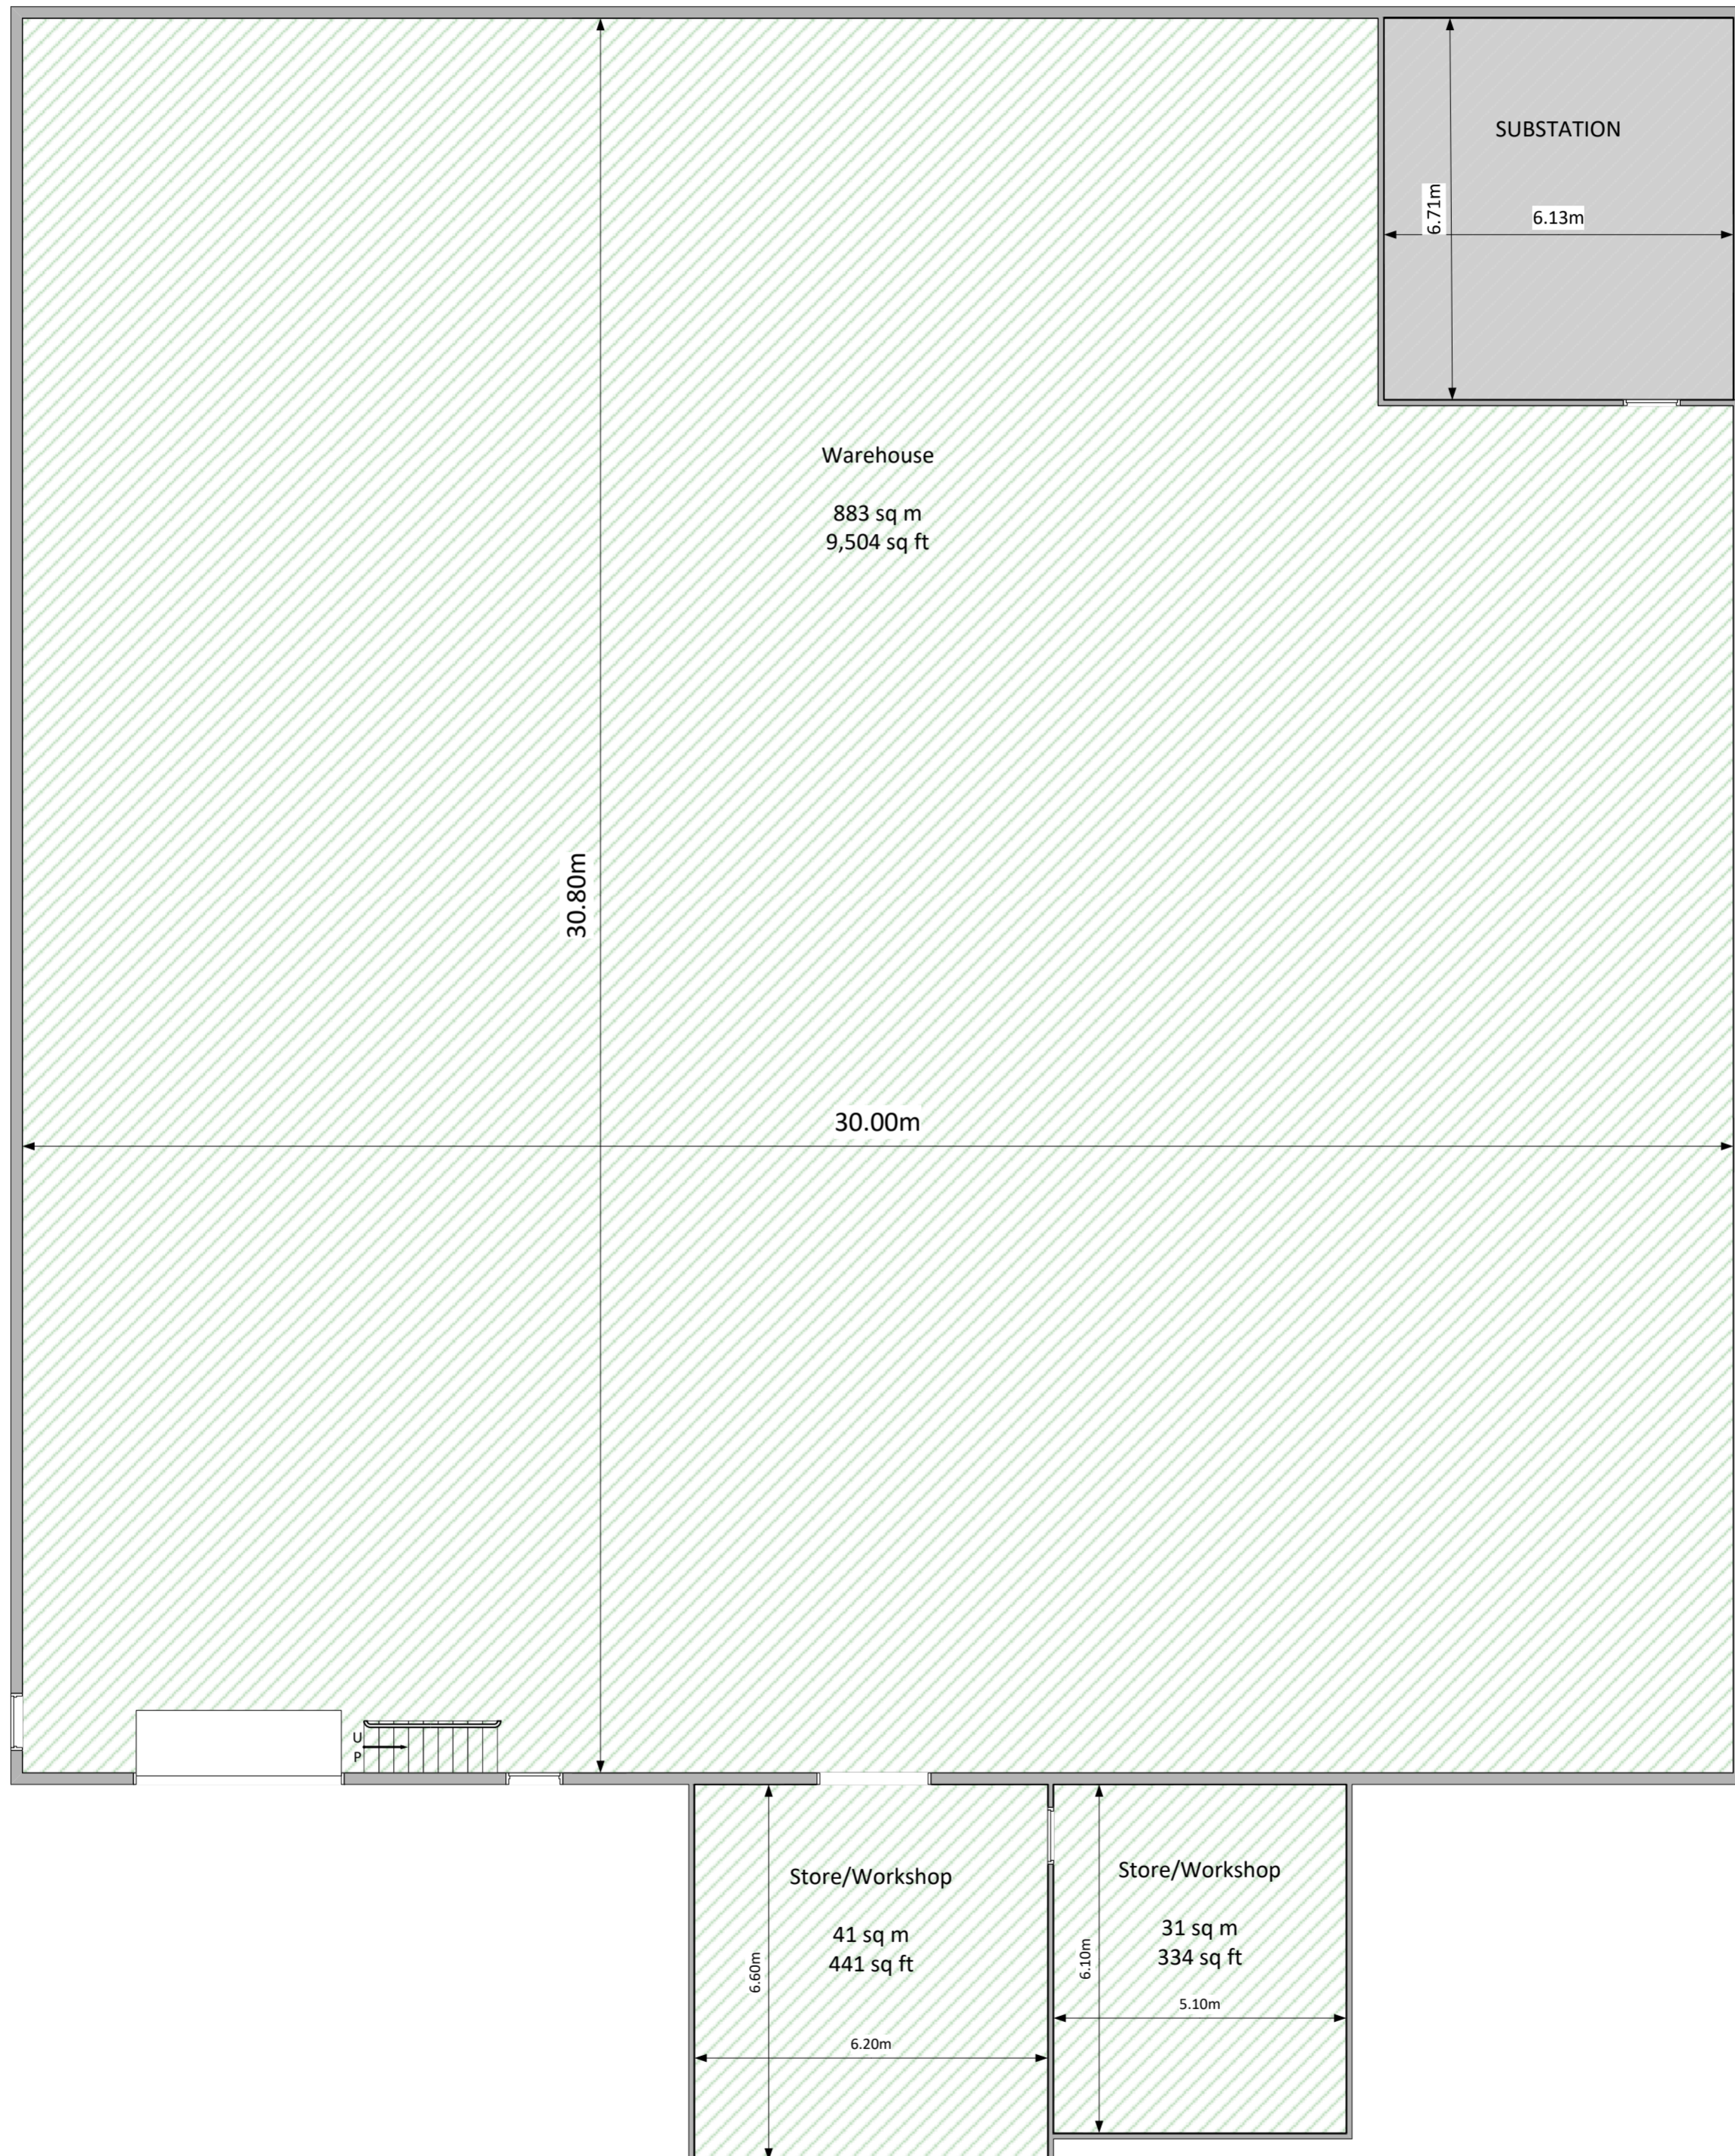 SUBSTATION
6.71m
6.13m
Warehouse
883 sq m
9,504 sq ft
30.80m
30.00m
U
P
Store/Workshop
41 sq m
441 sq ft
6.60m
6.20m
Store/Workshop
31 sq m
334 sq ft
6.10m
5.10m